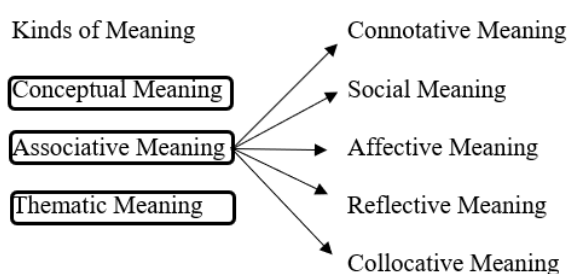 Kinds of Meaning
Conceptual Meaning
Associative Meaning
Thematic Meaning
Connotative Meaning
Social Meaning
Affective Meaning
Reflective Meaning
Collocative Meaning